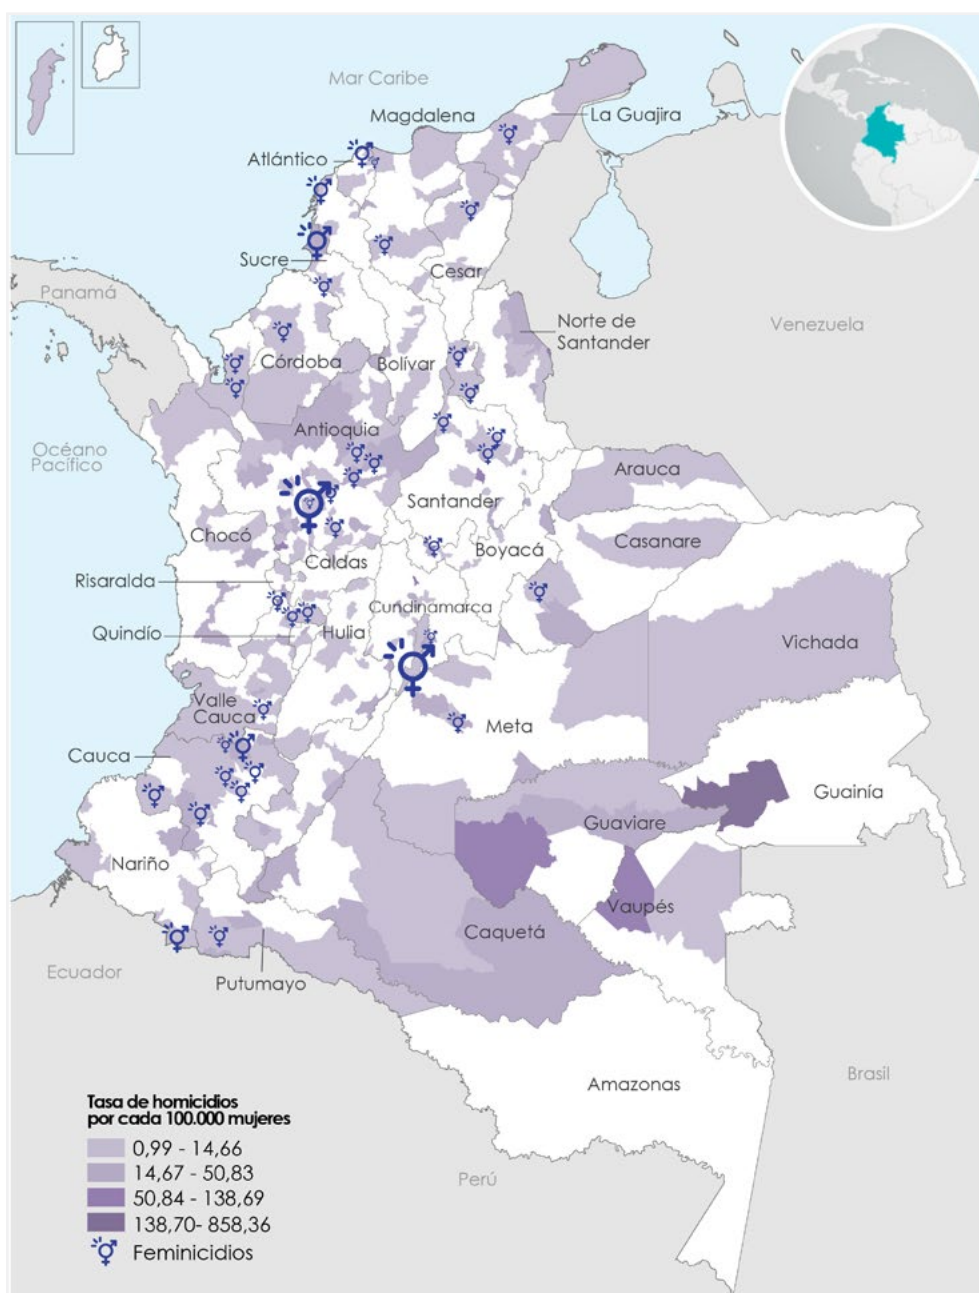 Mar Caribe
Magdalena
La Guajira
Atlántico
Sucre
Cesar
Panamá
Norte de
Santander
Venezuela
Córdoba
Bolívar
Antioquia
Océano
Pacífico
Arauca
Santander
Chocó
Boyacá
Casanare
Caldas
Risaralda
Cundinamarca
Quindío
Huila
Vichada
Valle
Cauca
Meta
Cauca
Guainía
Guaviare
Nariño
Vaupés
Caquetá
Ecuador
Putumayo
Brasil
Amazonas
Perú
Tasa de homicidios
por cada 100.000 mujeres
0,99 - 14,66
14,67 - 50,83
50,84 - 138,69
138,70- 858,36
Feminicidios